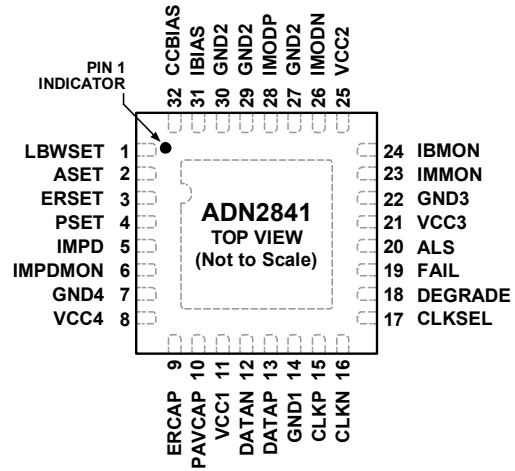 CCBIAS
IBIAS
GND2
GND2
IMODP
GND2
IMODN
VCC2
32 31 30 29 28 27 26 25
PIN 1
INDICATOR
LBWSET 1
ASET 2
ERSET 3
PSET 4
IMPD 5
IMPDMON 6
GND4 7
VCC4 8
ADN2841
TOP VIEW
(Not to Scale)
24 IBMON
23 IMMON
22 GND3
21 VCC3
20 ALS
19 FAIL
18 DEGRADE
17 CLKSEL
9 10 11 12 13 14 15 16
ERCAP
PAVCAP
VCC1
DATAN
DATAP
GND1
CLKP
CLKN